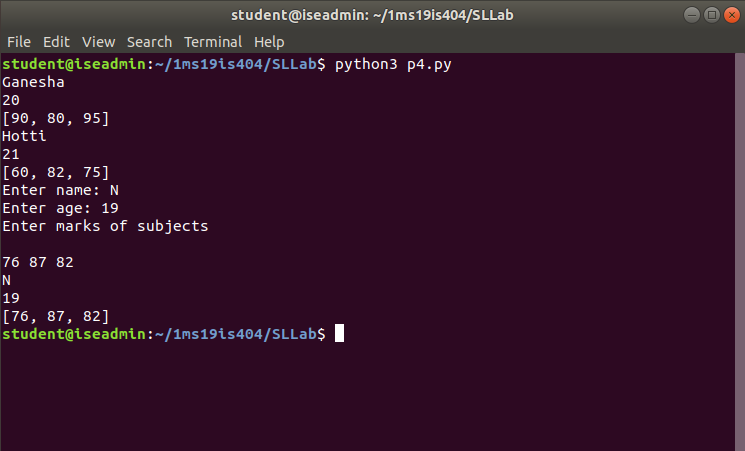 student@iseadmin: ~/1ms19is404/SLLab
File Edit View Search Terminal Help
student@iseadmin:~/1ms19is404/SLLab$ python3 p4.py
Ganesha
20
[90, 80, 95]
Hotti
21
[60, 82, 75]
Enter name: N
Enter age: 19
Enter marks of subjects
76 87 82
N
19
[76, 87, 82]
student@iseadmin:~/1ms19is404/SLLab$